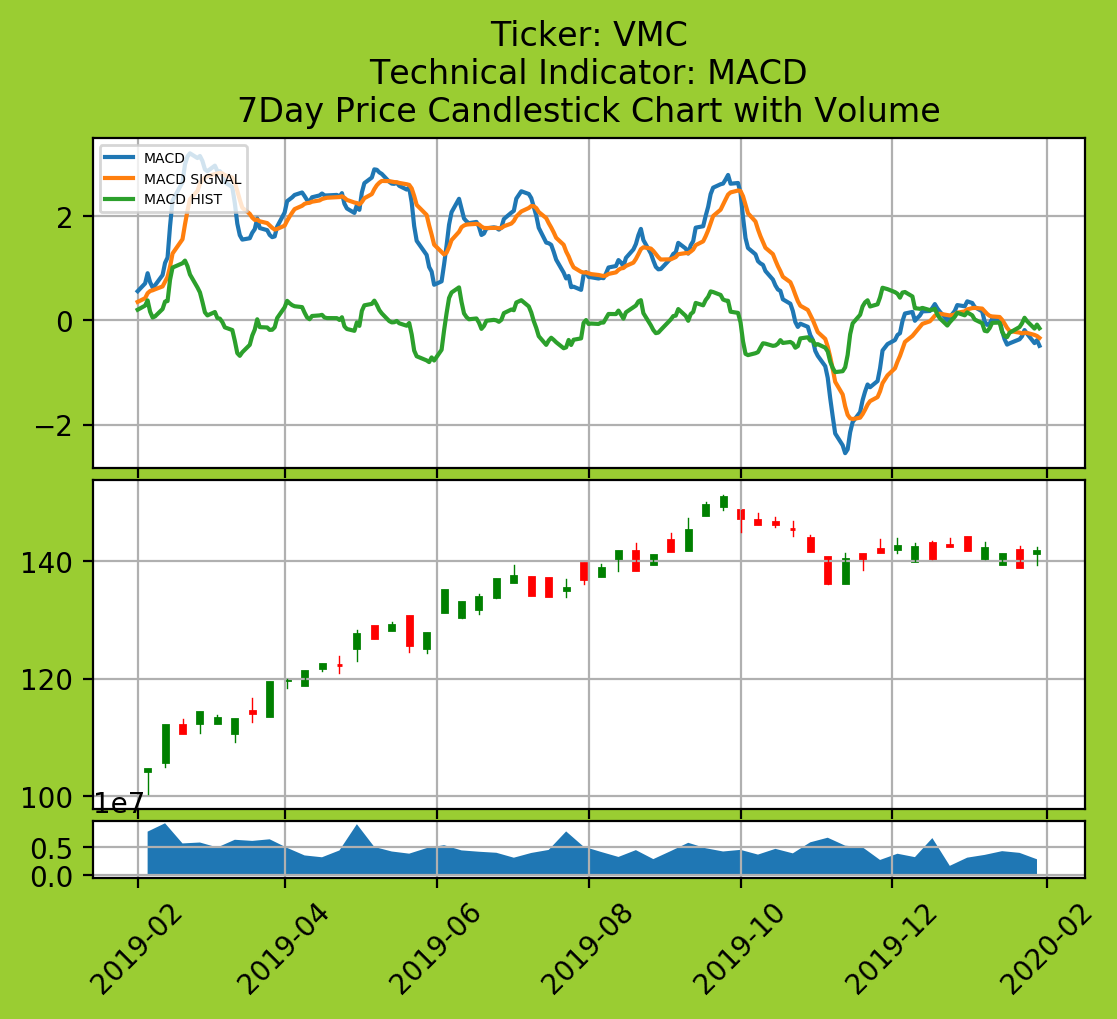 Ticker: VMC
Technical Indicator: MACD
7Day Price Candlestick Chart with Volume
MACD
MACD SIGNAL
MACD HIST
2
0
−2
140
120
100
1e7
0.5
0.0
2019-02
2019-04
2019-06
2019-08
2019-10
2019-12
2020-02